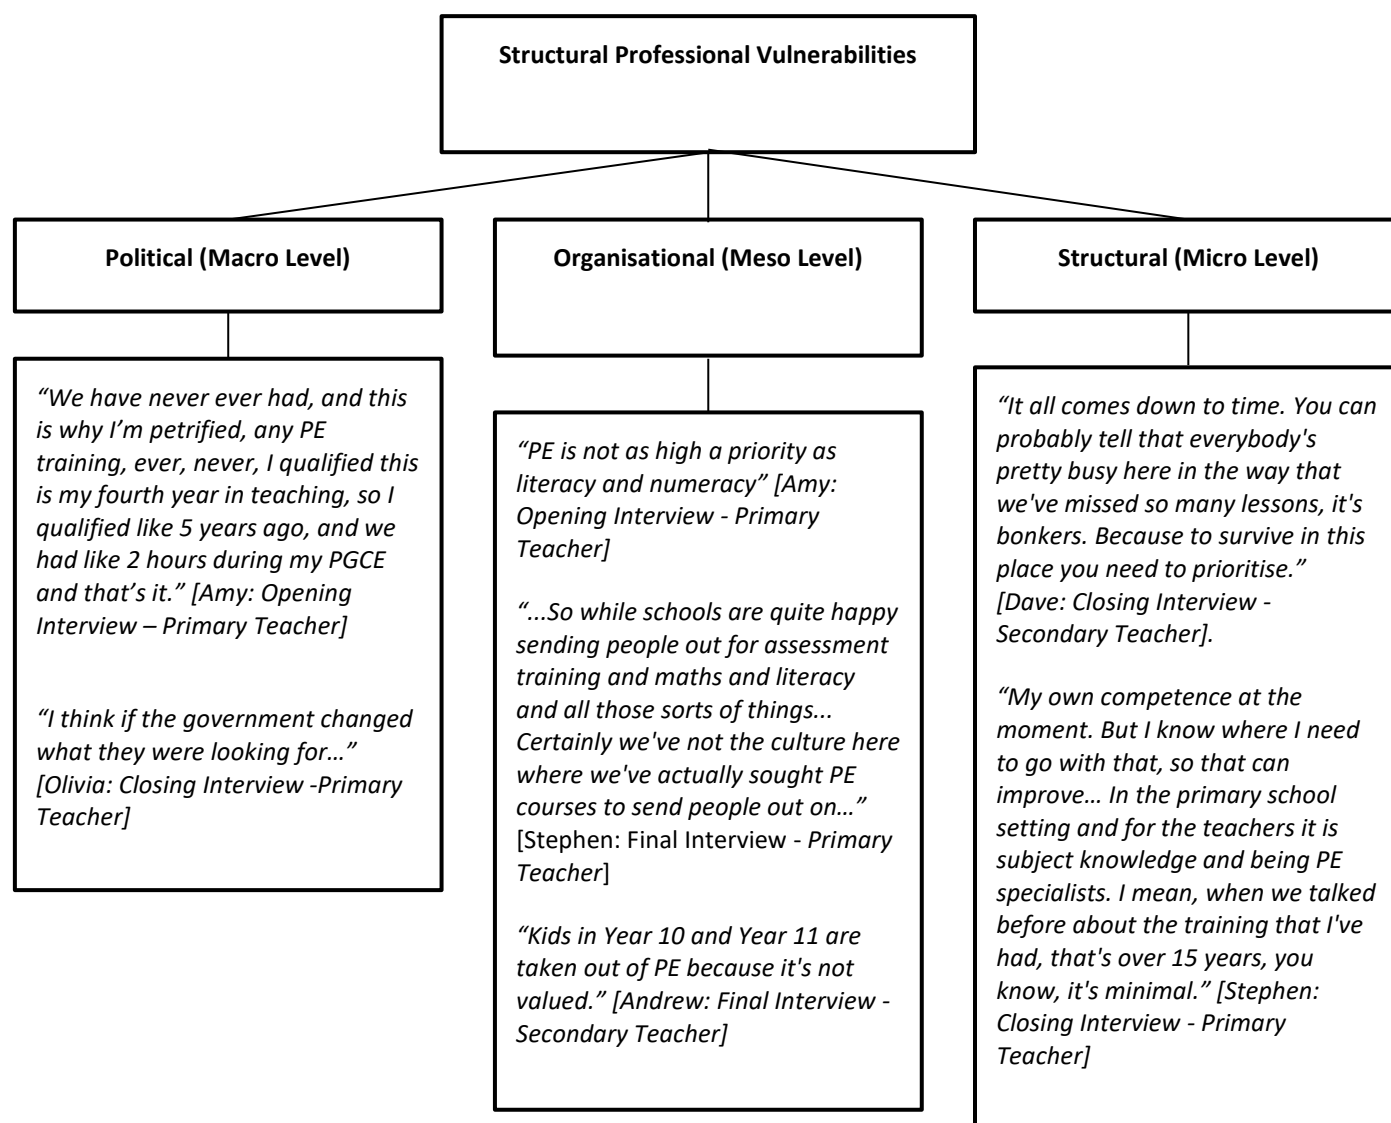 Structural Professional Vulnerabilities
Political (Macro Level)
“We have never ever had, and this
is why I’m petrified, any PE
training, ever, never, I qualified this
is my fourth year in teaching, so I
qualified like 5 years ago, and we
had like 2 hours during my PGCE
and that’s it.” [Amy: Opening
Interview – Primary Teacher]
“I think if the government changed
what they were looking for…”
[Olivia: Closing Interview -Primary
Teacher]
Organisational (Meso Level)
“PE is not as high a priority as
literacy and numeracy” [Amy:
Opening Interview - Primary
Teacher]
“...So while schools are quite happy
sending people out for assessment
training and maths and literacy
and all those sorts of things...
Certainly we've not the culture here
where we've actually sought PE
courses to send people out on…”
[Stephen: Final Interview - Primary
Teacher]
“Kids in Year 10 and Year 11 are
taken out of PE because it's not
valued.” [Andrew: Final Interview -
Secondary Teacher]
Structural (Micro Level)
“It all comes down to time. You can
probably tell that everybody's
pretty busy here in the way that
we've missed so many lessons, it's
bonkers. Because to survive in this
place you need to prioritise.”
[Dave: Closing Interview -
Secondary Teacher].
“My own competence at the
moment. But I know where I need
to go with that, so that can
improve… In the primary school
setting and for the teachers it is
subject knowledge and being PE
specialists. I mean, when we talked
before about the training that I've
had, that's over 15 years, you
know, it's minimal.” [Stephen:
Closing Interview - Primary
Teacher]